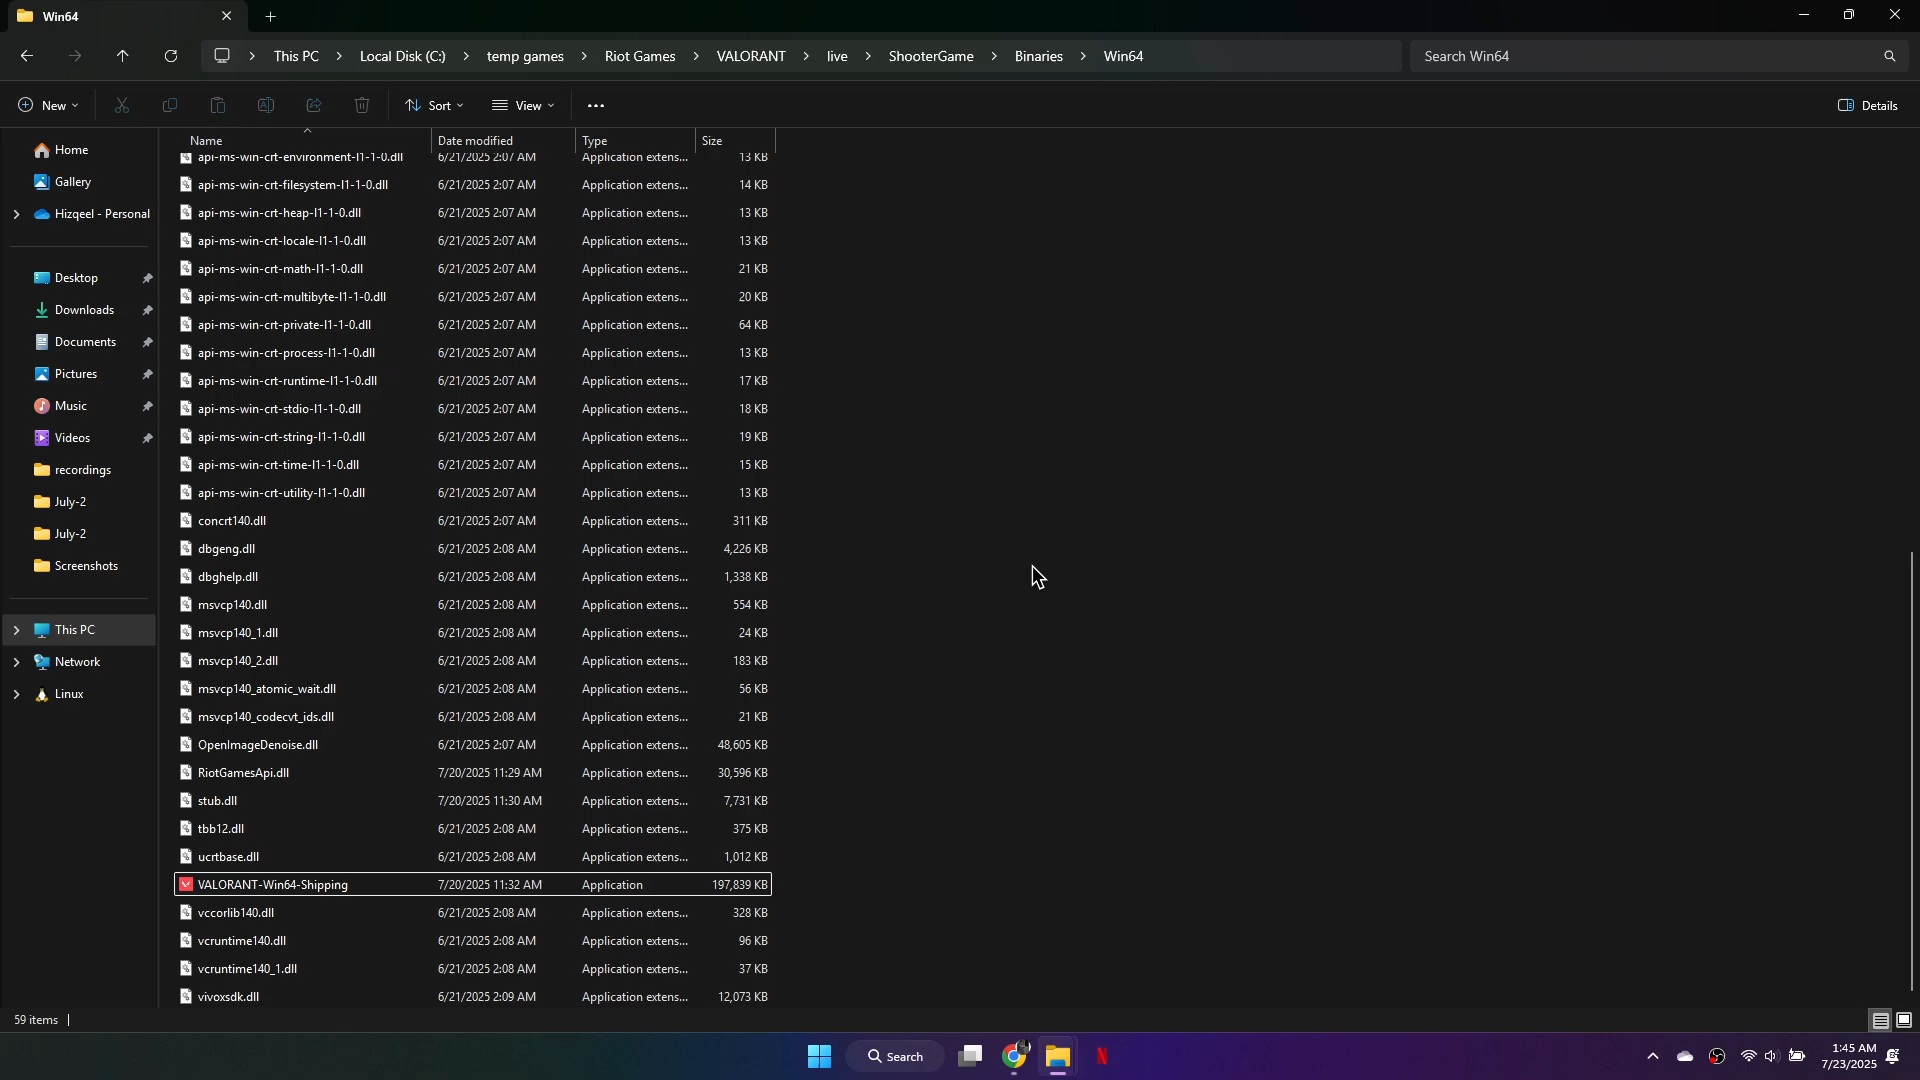 Win64
This PC
Local Disk (C:)
temp games
Riot Games
VALORANT
live
ShooterGame
Binaries
Win64
Search Win64
New
Sort
View
Details
Name
Date modified
Type
Size
Home
Gallery
Hizqeel - Personal
Desktop
Downloads
Documents
Pictures
Music
Videos
recordings
July-2
July-2
Screenshots
This PC
Network
Linux
api-ms-win-crt-environment-l1-1-0.dll 6/21/2025 2:07 AM Application extens... 13 KB
api-ms-win-crt-filesystem-l1-1-0.dll 6/21/2025 2:07 AM Application extens... 14 KB
api-ms-win-crt-heap-l1-1-0.dll 6/21/2025 2:07 AM Application extens... 13 KB
api-ms-win-crt-locale-l1-1-0.dll 6/21/2025 2:07 AM Application extens... 13 KB
api-ms-win-crt-math-l1-1-0.dll 6/21/2025 2:07 AM Application extens... 21 KB
api-ms-win-crt-multibyte-l1-1-0.dll 6/21/2025 2:07 AM Application extens... 20 KB
api-ms-win-crt-private-l1-1-0.dll 6/21/2025 2:07 AM Application extens... 64 KB
api-ms-win-crt-process-l1-1-0.dll 6/21/2025 2:07 AM Application extens... 13 KB
api-ms-win-crt-runtime-l1-1-0.dll 6/21/2025 2:07 AM Application extens... 17 KB
api-ms-win-crt-stdio-l1-1-0.dll 6/21/2025 2:07 AM Application extens... 18 KB
api-ms-win-crt-string-l1-1-0.dll 6/21/2025 2:07 AM Application extens... 19 KB
api-ms-win-crt-time-l1-1-0.dll 6/21/2025 2:07 AM Application extens... 15 KB
api-ms-win-crt-utility-l1-1-0.dll 6/21/2025 2:07 AM Application extens... 13 KB
concrt140.dll 6/21/2025 2:07 AM Application extens... 311 KB
dbgeng.dll 6/21/2025 2:08 AM Application extens... 4,226 KB
dbghelp.dll 6/21/2025 2:08 AM Application extens... 1,338 KB
msvcp140.dll 6/21/2025 2:08 AM Application extens... 554 KB
msvcp140_1.dll 6/21/2025 2:08 AM Application extens... 24 KB
msvcp140_2.dll 6/21/2025 2:08 AM Application extens... 183 KB
msvcp140_atomic_wait.dll 6/21/2025 2:08 AM Application extens... 56 KB
msvcp140_codecvt_ids.dll 6/21/2025 2:08 AM Application extens... 21 KB
OpenImageDenoise.dll 6/21/2025 2:07 AM Application extens... 48,605 KB
RiotGamesApi.dll 7/20/2025 11:29 AM Application extens... 30,596 KB
stub.dll 7/20/2025 11:30 AM Application extens... 7,731 KB
tbb12.dll 6/21/2025 2:08 AM Application extens... 375 KB
ucrtbase.dll 6/21/2025 2:08 AM Application extens... 1,012 KB
VALORANT-Win64-Shipping 7/20/2025 11:32 AM Application 197,839 KB
vccorlib140.dll 6/21/2025 2:08 AM Application extens... 328 KB
vcruntime140.dll 6/21/2025 2:08 AM Application extens... 96 KB
vcruntime140_1.dll 6/21/2025 2:08 AM Application extens... 37 KB
vivoxsdk.dll 6/21/2025 2:09 AM Application extens... 12,073 KB
59 items
Search
1:45 AM
7/23/2025